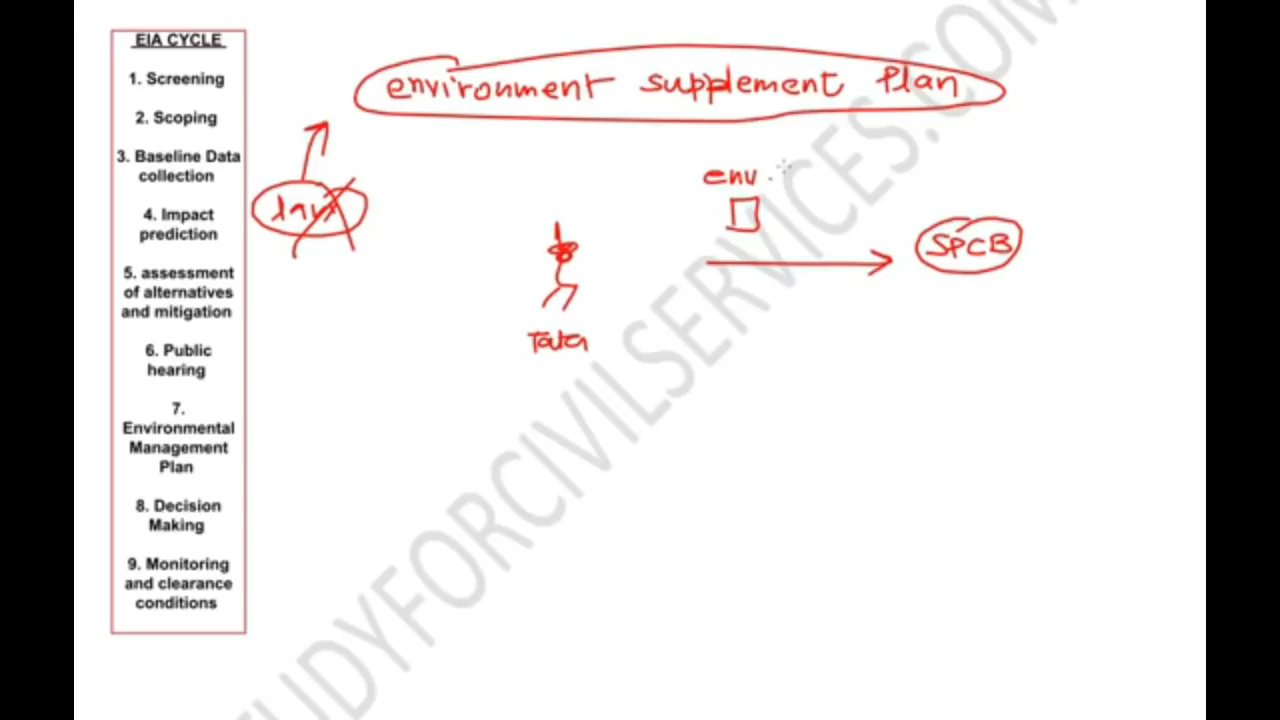 EIA CYCLE
1. Screening
2. Scoping
3. Baseline Data
collection
4. Impact
prediction
5. assessment
of alternatives
and mitigation
6. Public
hearing
7.
Environmental
Management
Plan
8. Decision
Making
9. Monitoring
and clearance
conditions
environment supplement Plan
env
SPCB
Tata
STUDYFORCIVILSERVICES.COM